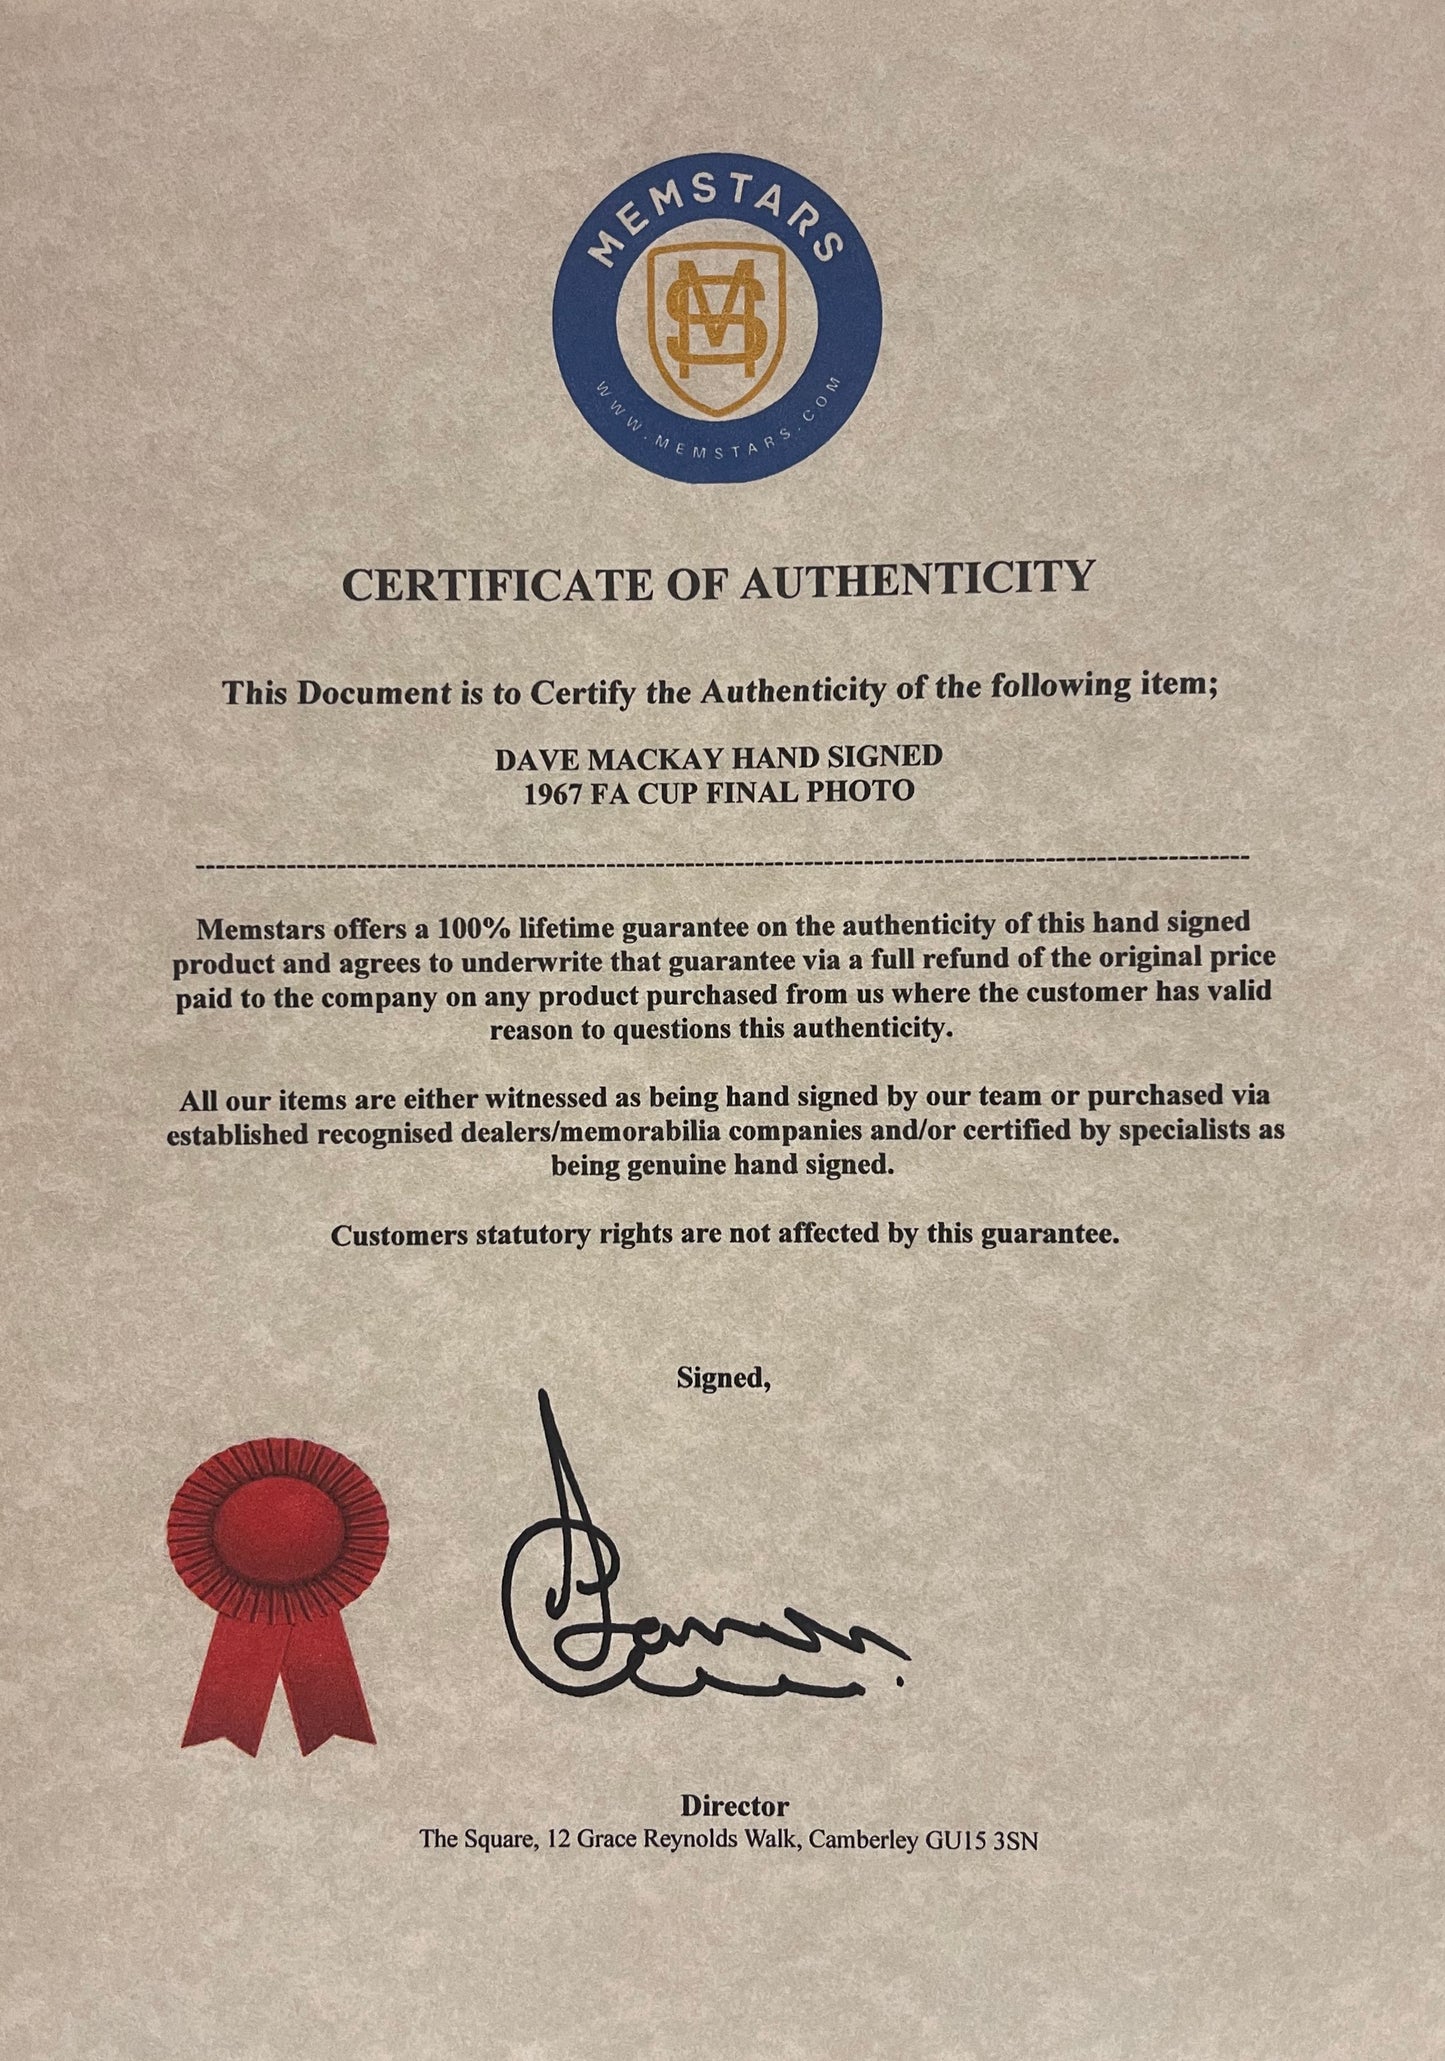 MEMSTARS
WWW.MEMSTARS.COM
CERTIFICATE OF AUTHENTICITY
This Document is to Certify the Authenticity of the following item;
DAVE MACKAY HAND SIGNED
1967 FA CUP FINAL PHOTO
Memstars offers a 100% lifetime guarantee on the authenticity of this hand signed
product and agrees to underwrite that guarantee via a full refund of the original price
paid to the company on any product purchased from us where the customer has valid
reason to questions this authenticity.
All our items are either witnessed as being hand signed by our team or purchased via
established recognised dealers/memorabilia companies and/or certified by specialists as
being genuine hand signed.
Customers statutory rights are not affected by this guarantee.
Signed,
Director
The Square, 12 Grace Reynolds Walk, Camberley GU15 3SN